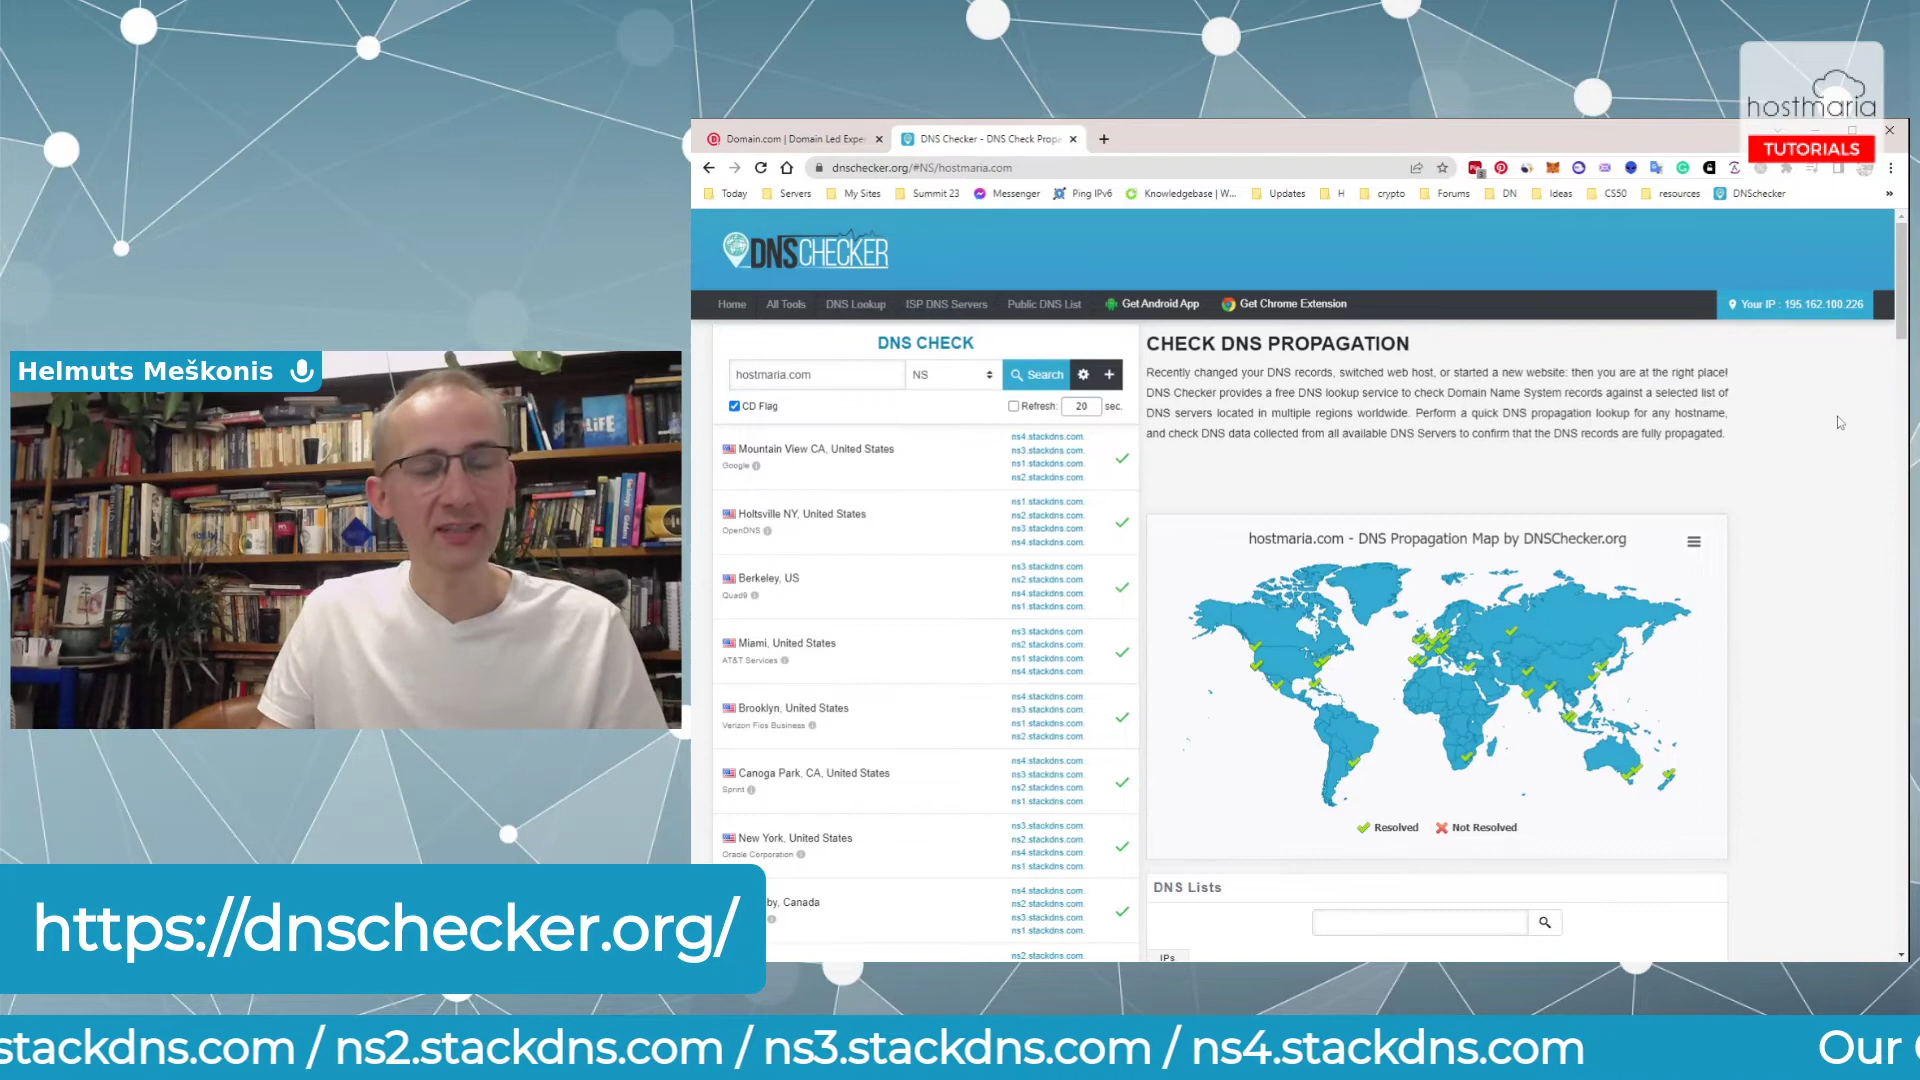 hostmaria
TUTORIALS
Domain.com | Domain Led Expe
DNS Checker - DNS Check Prop
dnschecker.org/#NS/hostmaria.com
Today
Servers
My Sites
Summit 23
Messenger
Ping IPv6
Knowledgebase | W...
Updates
H
crypto
Forums
DN
Ideas
CS50
resources
DNSchecker
DNSCHECKER
Home
All Tools
DNS Lookup
ISP DNS Servers
Public DNS List
Get Android App
Get Chrome Extension
Your IP : 195.162.100.226
Helmuts Meškonis
LiFE
DNS CHECK
hostmaria.com
NS
Search
CD Flag
Refresh: 20 sec.
Mountain View CA, United States
Google
ns4.stackdns.com.
ns3.stackdns.com.
ns1.stackdns.com.
ns2.stackdns.com.
Holtsville NY, United States
OpenDNS
ns1.stackdns.com.
ns2.stackdns.com.
ns3.stackdns.com.
ns4.stackdns.com.
Berkeley, US
Quad9
ns3.stackdns.com.
ns2.stackdns.com.
ns4.stackdns.com.
ns1.stackdns.com.
Miami, United States
AT&T Services
ns3.stackdns.com.
ns2.stackdns.com.
ns1.stackdns.com.
ns4.stackdns.com.
Brooklyn, United States
Verizon Fios Business
ns4.stackdns.com.
ns3.stackdns.com.
ns1.stackdns.com.
ns2.stackdns.com.
Canoga Park, CA, United States
Sprint
ns4.stackdns.com.
ns3.stackdns.com.
ns2.stackdns.com.
ns1.stackdns.com.
New York, United States
Oracle Corporation
ns3.stackdns.com.
ns2.stackdns.com.
ns4.stackdns.com.
ns1.stackdns.com.
by, Canada
ns4.stackdns.com.
ns2.stackdns.com.
ns3.stackdns.com.
ns1.stackdns.com.
ns2.stackdns.com.
CHECK DNS PROPAGATION
Recently changed your DNS records, switched web host, or started a new website: then you are at the right place!
DNS Checker provides a free DNS lookup service to check Domain Name System records against a selected list of
DNS servers located in multiple regions worldwide. Perform a quick DNS propagation lookup for any hostname,
and check DNS data collected from all available DNS Servers to confirm that the DNS records are fully propagated.
hostmaria.com - DNS Propagation Map by DNSChecker.org
Resolved
Not Resolved
DNS Lists
IPs
https://dnschecker.org/
stackdns.com / ns2.stackdns.com / ns3.stackdns.com / ns4.stackdns.com
Our